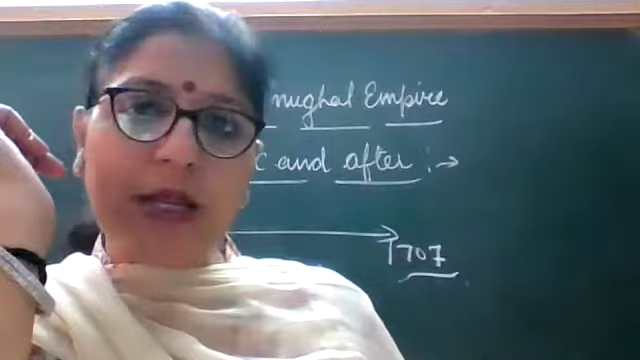 mughal Empire
and after :→
1707